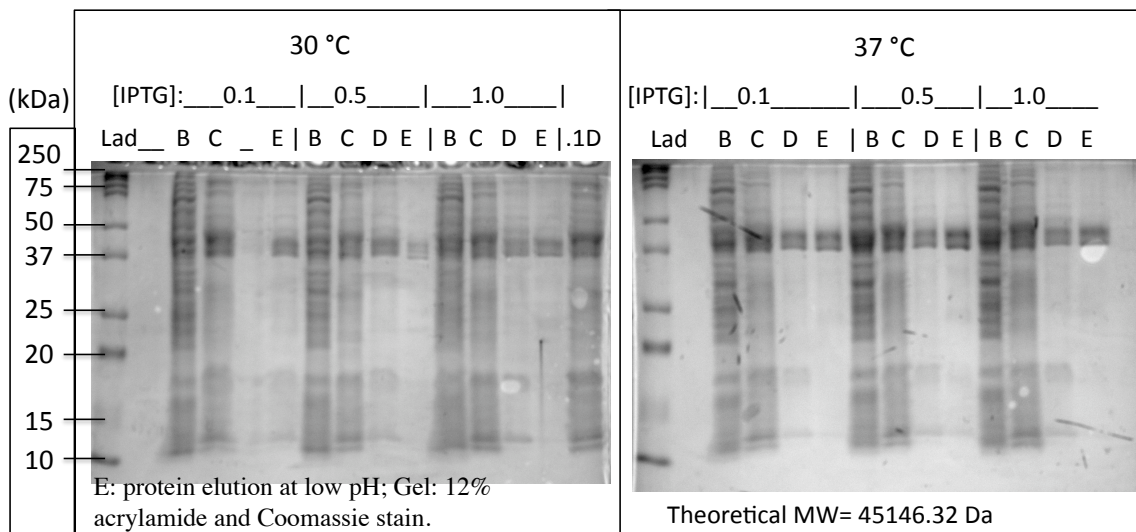 30 °C
37 °C
(kDa)
[IPTG]:___0.1___|__0.5____|___1.0____|
[IPTG]:|__0.1_______|___0.5___|__1.0____
Lad__ B C _ E | B C D E | B C D E |.1D
Lad B C D E | B C D E | B C D E
250
75
50
37
25
20
15
10
E: protein elution at low pH; Gel: 12%
acrylamide and Coomassie stain.
Theoretical MW= 45146.32 Da